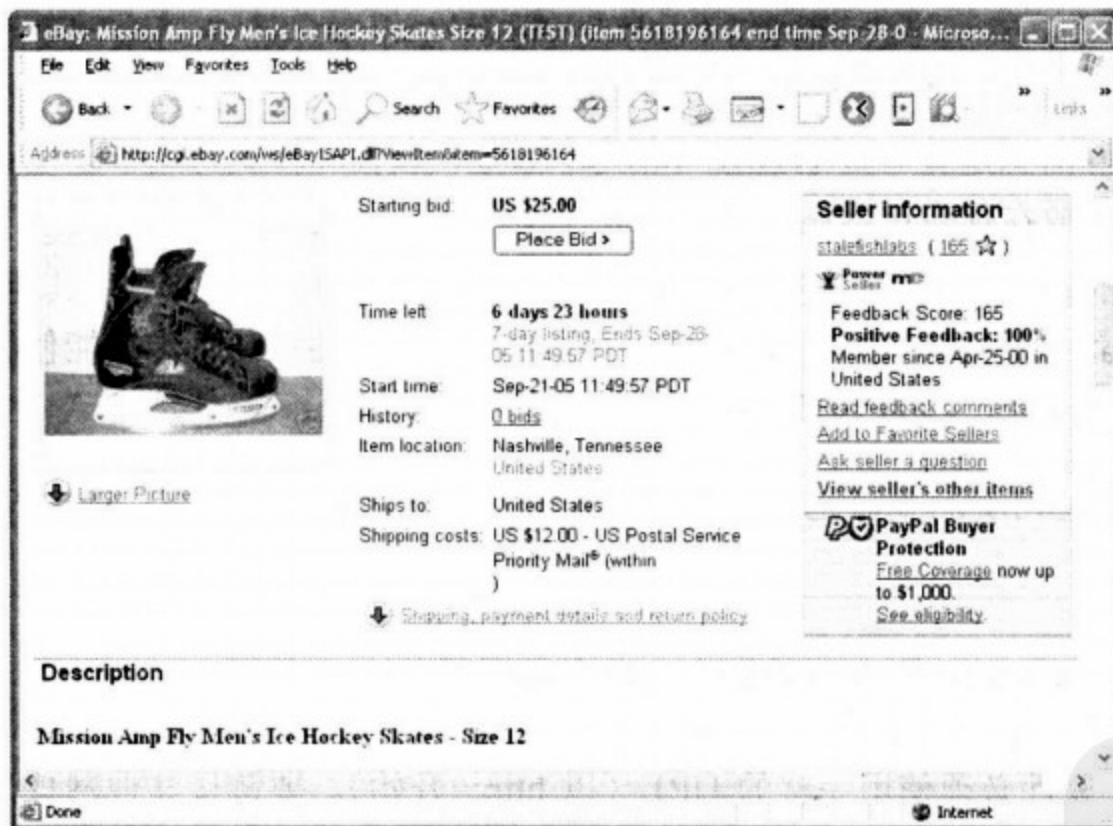 eBay: Mission Amp Fly Men's Ice Hockey Skates Size 12 (TEST) (item 5618196164 end time Sep-28-0 - Microso...
File Edit View Favorites Tools Help
Back Search Favorites Links
Address http://cgi.ebay.com/ws/eBayISAPI.dll?ViewItem&item=5618196164
Starting bid: US $25.00
Place Bid >
Time left: 6 days 23 hours
7-day listing, Ends Sep-28-
05 11:49:57 PDT
Start time: Sep-21-05 11:49:57 PDT
History: 0 bids
Item location: Nashville, Tennessee
United States
Ships to: United States
Shipping costs: US $12.00 - US Postal Service
Priority Mail® (within
)
Shipping, payment details and return policy
Larger Picture
Seller information
stalefishlabs ( 165 )
Power
Seller me
Feedback Score: 165
Positive Feedback: 100%
Member since Apr-25-00 in
United States
Read feedback comments
Add to Favorite Sellers
Ask seller a question
View seller's other items
PayPal Buyer
Protection
Free Coverage now up
to $1,000.
See eligibility.
Description
Mission Amp Fly Men's Ice Hockey Skates - Size 12
Done Internet